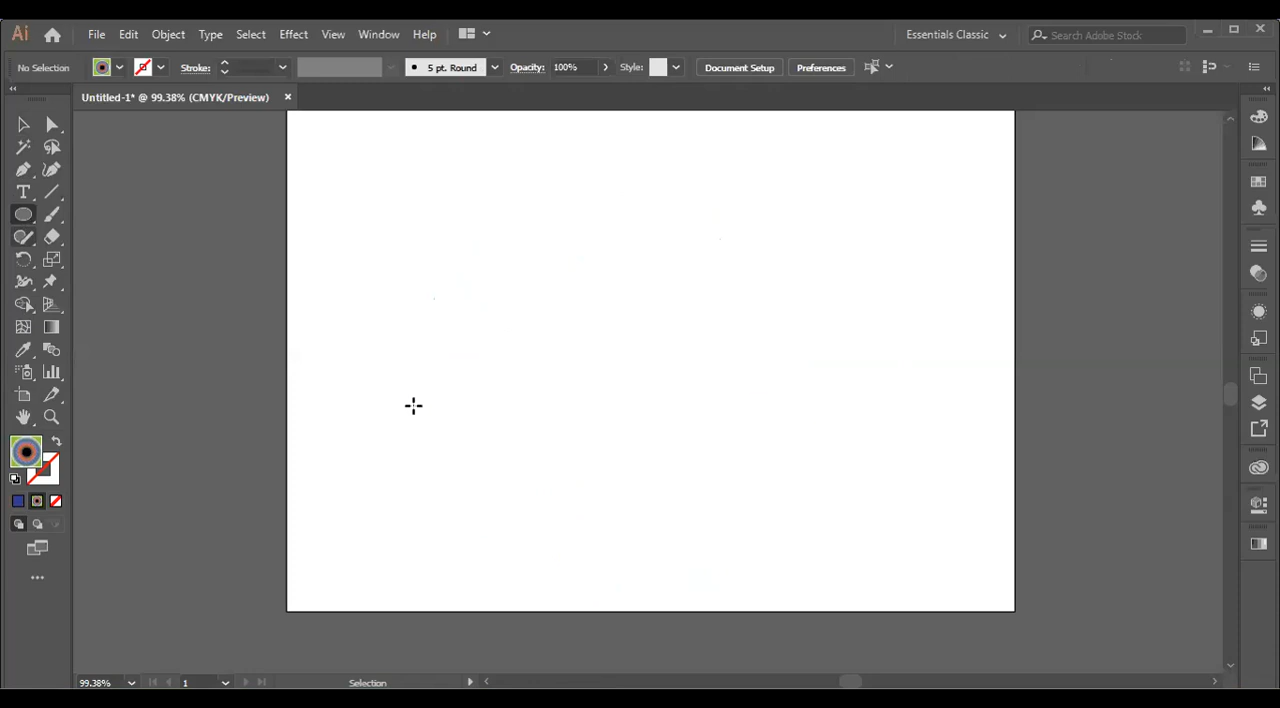 Ai File Edit Object Type Select Effect View Window Help Essentials Classic Search Adobe Stock
No Selection Stroke: 5 pt. Round Opacity: 100% Style: Document Setup Preferences
Untitled-1* @ 99.38% (CMYK/Preview)
99.38% 1 Selection